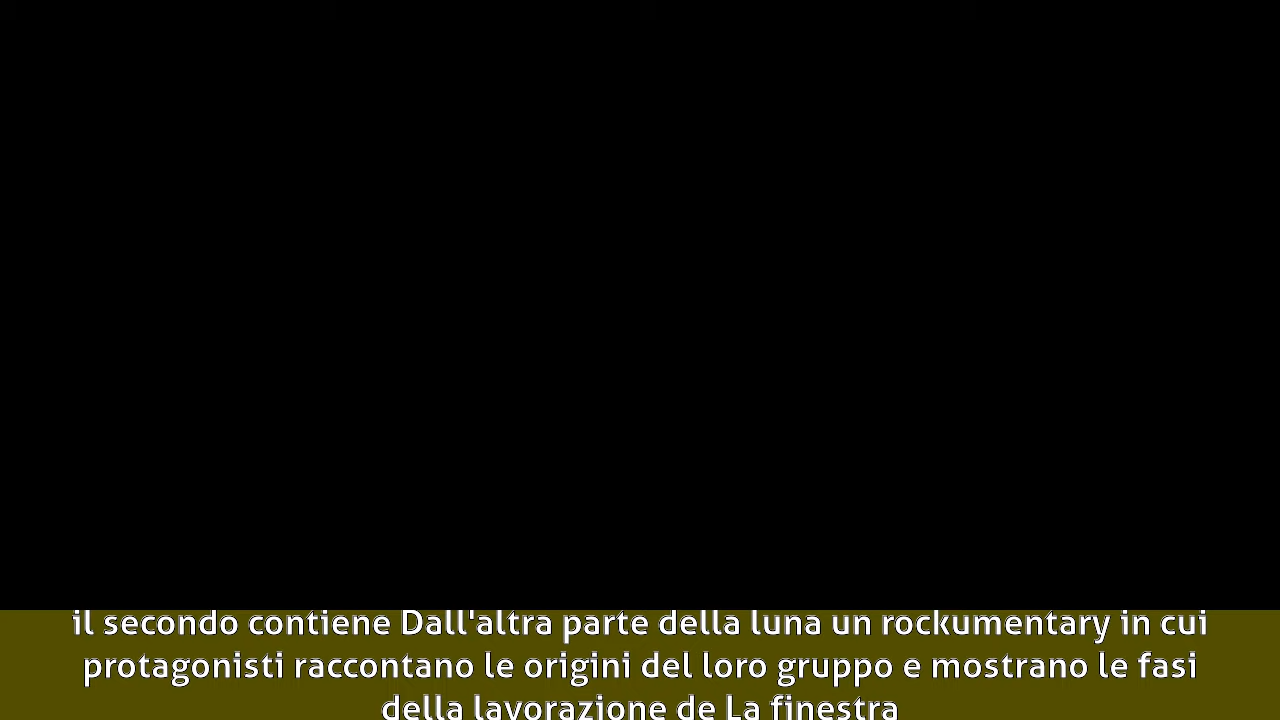 il secondo contiene Dall'altra parte della luna un rockumentary in cui
protagonisti raccontano le origini del loro gruppo e mostrano le fasi
della lavorazione de La finestra